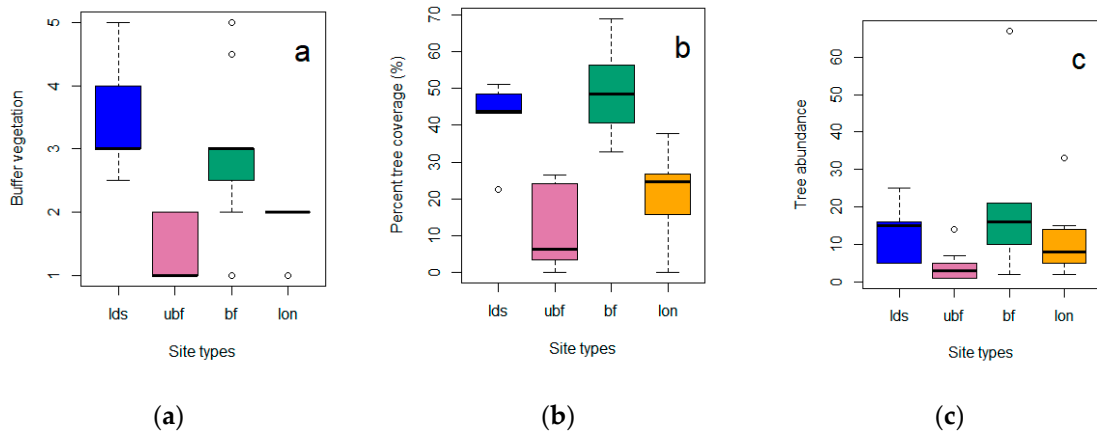 a
5
4
3
2
1
Buffer vegetation
lds
ubf
bf
lon
Site types
(a)
b
70
60
50
40
30
20
10
0
Percent tree coverage (%)
lds
ubf
bf
lon
Site types
(b)
c
60
50
40
30
20
10
0
Tree abundance
lds
ubf
bf
lon
Site types
(c)